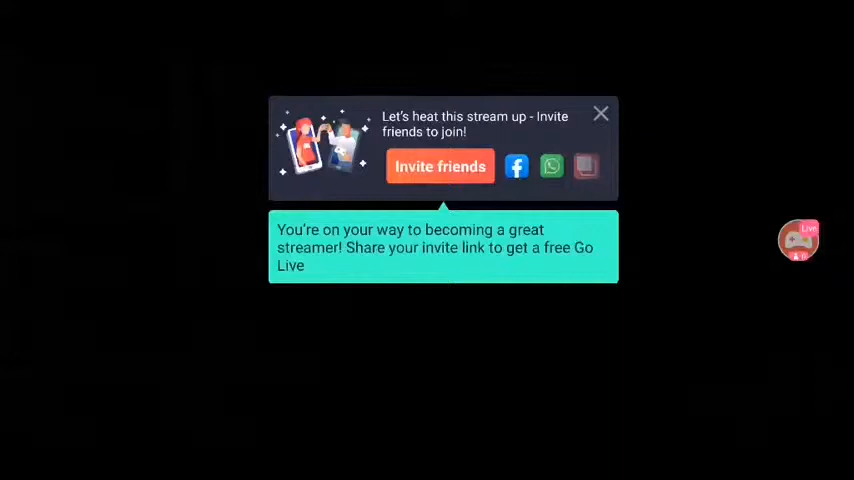 Let's heat this stream up - Invite
friends to join!
Invite friends
You're on your way to becoming a great
streamer! Share your invite link to get a free Go
Live
Live